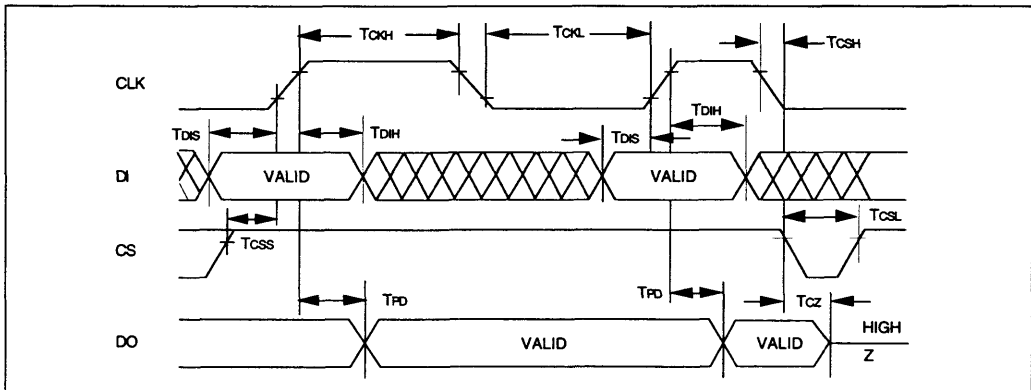 TCKH TCKL TCSH
CLK
TDIS TDIH TDIS TDIH
DI VALID VALID
TCSS TCSL
CS
TPD TPD TCZ
DO VALID VALID HIGH
Z